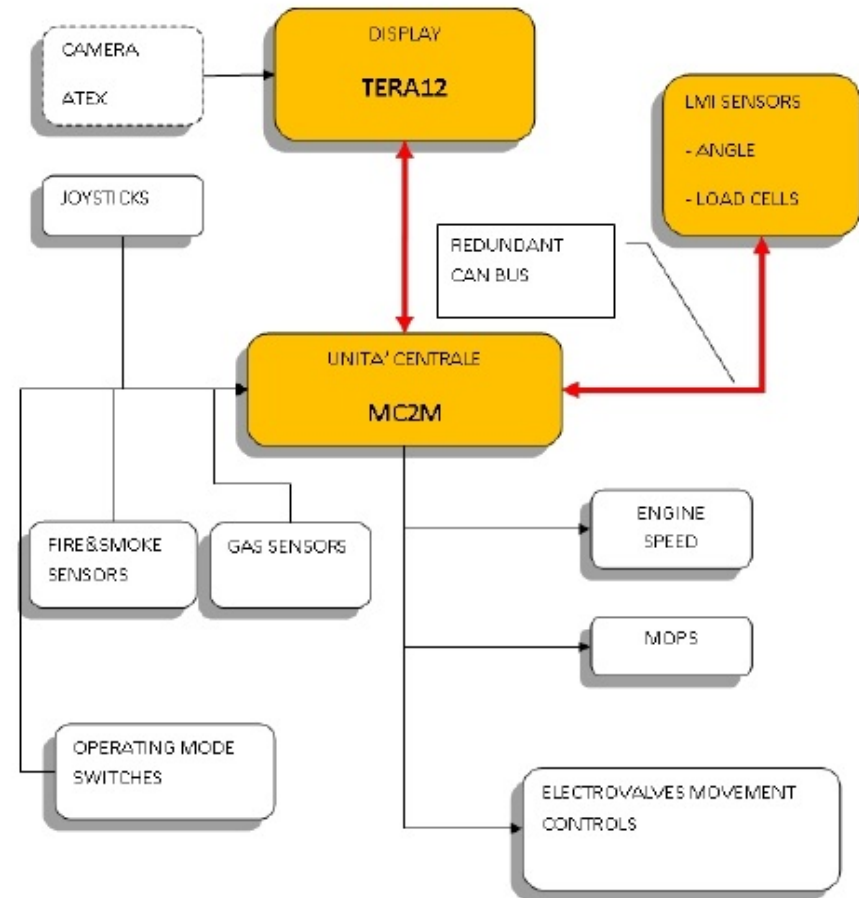 CAMERA
ATEX
DISPLAY
TERA12
LMI SENSORS
- ANGLE
- LOAD CELLS
JOYSTICKS
REDUNDANT
CAN BUS
UNITA' CENTRALE
MC2M
FIRE&SMOKE
SENSORS
GAS SENSORS
ENGINE
SPEED
MOPS
OPERATING MODE
SWITCHES
ELECTROVALVES MOVEMENT
CONTROLS